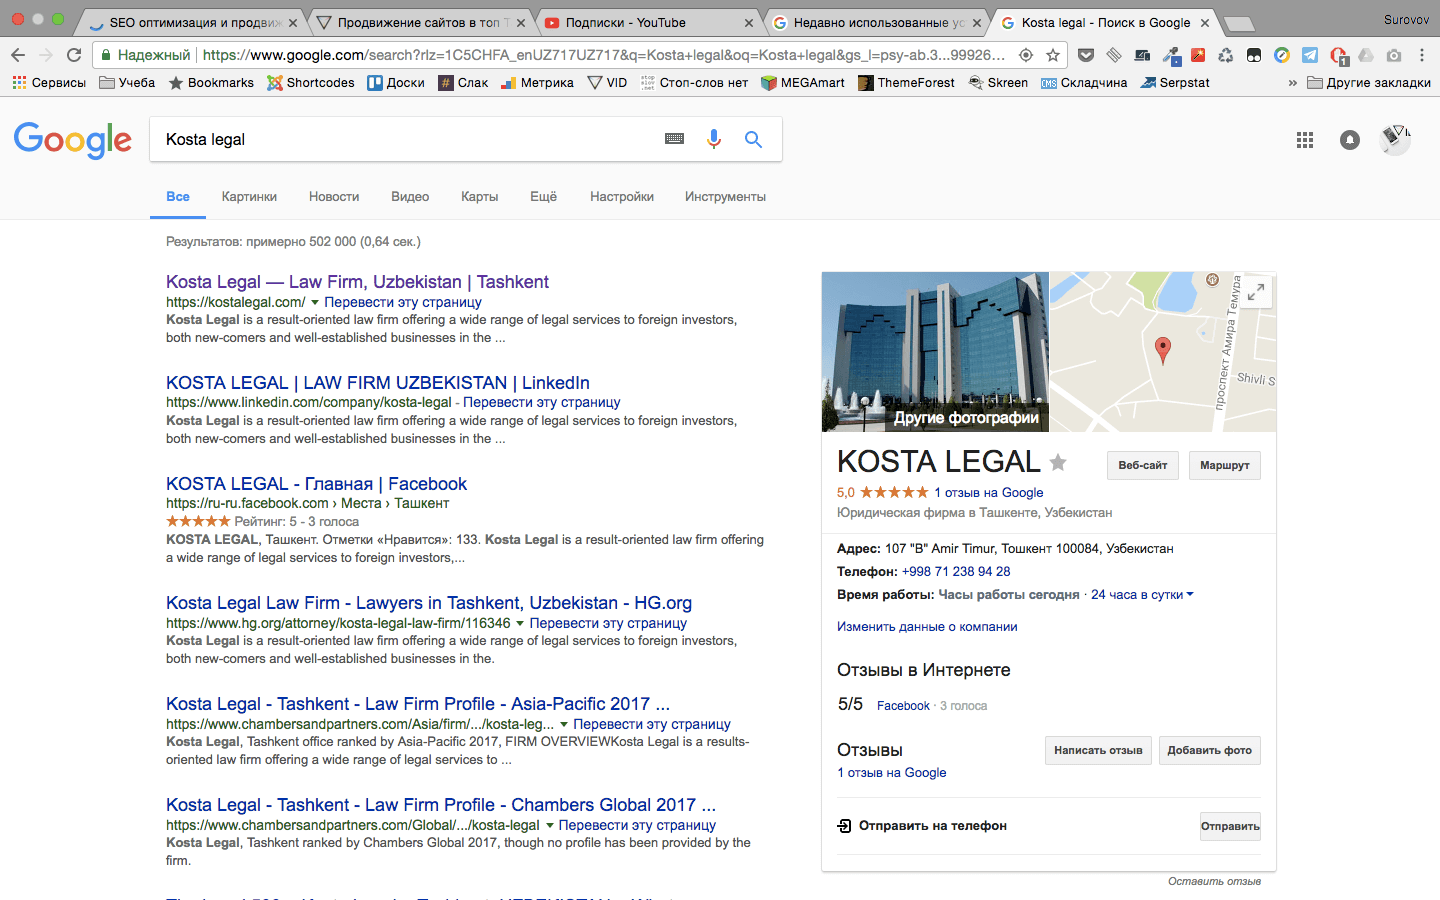 SEO оптимизация и продвиж
Продвижение сайтов в топ
Подписки - YouTube
Недавно использованные ус
Kosta legal - Поиск в Google
Surovov
Надежный
https://www.google.com/search?rlz=1C5CHFA_enUZ717UZ717&q=Kosta+legal&oq=Kosta+legal&gs_l=psy-ab.3...99926...
Сервисы
Учеба
Bookmarks
Shortcodes
Доски
Слак
Метрика
VID
Стоп-слов нет
MEGAmart
ThemeForest
Skreen
Складчина
Serpstat
»
Другие закладки
Google
Kosta legal
Все
Картинки
Новости
Видео
Карты
Ещё
Настройки
Инструменты
Результатов: примерно 502 000 (0,64 сек.)
Kosta Legal — Law Firm, Uzbekistan | Tashkent
https://kostalegal.com/ Перевести эту страницу
Kosta Legal is a result-oriented law firm offering a wide range of legal services to foreign investors,
both new-comers and well-established businesses in the ...
KOSTA LEGAL | LAW FIRM UZBEKISTAN | LinkedIn
https://www.linkedin.com/company/kosta-legal - Перевести эту страницу
Kosta Legal is a result-oriented law firm offering a wide range of legal services to foreign investors,
both new-comers and well-established businesses in the ...
KOSTA LEGAL - Главная | Facebook
https://ru-ru.facebook.com › Места › Ташкент
Рейтинг: 5 - 3 голоса
KOSTA LEGAL, Ташкент. Отметки «Нравится»: 133. Kosta Legal is a result-oriented law firm offering
a wide range of legal services to foreign investors,...
Kosta Legal Law Firm - Lawyers in Tashkent, Uzbekistan - HG.org
https://www.hg.org/attorney/kosta-legal-law-firm/116346 Перевести эту страницу
Kosta Legal is a result-oriented law firm offering a wide range of legal services to foreign investors,
both new-comers and well-established businesses in the.
Kosta Legal - Tashkent - Law Firm Profile - Asia-Pacific 2017 ...
https://www.chambersandpartners.com/Asia/firm/.../kosta-leg... Перевести эту страницу
Kosta Legal, Tashkent office ranked by Asia-Pacific 2017, FIRM OVERVIEWKosta Legal is a results-
oriented law firm offering a wide range of legal services to ...
Kosta Legal - Tashkent - Law Firm Profile - Chambers Global 2017 ...
https://www.chambersandpartners.com/Global/.../kosta-legal Перевести эту страницу
Kosta Legal, Tashkent ranked by Chambers Global 2017, though no profile has been provided by the
firm.
Другие фотографии
проспект Амира Темура
Shivli S
KOSTA LEGAL
Веб-сайт
Маршрут
5,0 1 отзыв на Google
Юридическая фирма в Ташкенте, Узбекистан
Адрес: 107 "B" Amir Timur, Тошкент 100084, Узбекистан
Телефон: +998 71 238 94 28
Время работы: Часы работы сегодня · 24 часа в сутки
Изменить данные о компании
Отзывы в Интернете
5/5 Facebook · 3 голоса
Отзывы
Написать отзыв
Добавить фото
1 отзыв на Google
Отправить на телефон
Отправить
Оставить отзыв